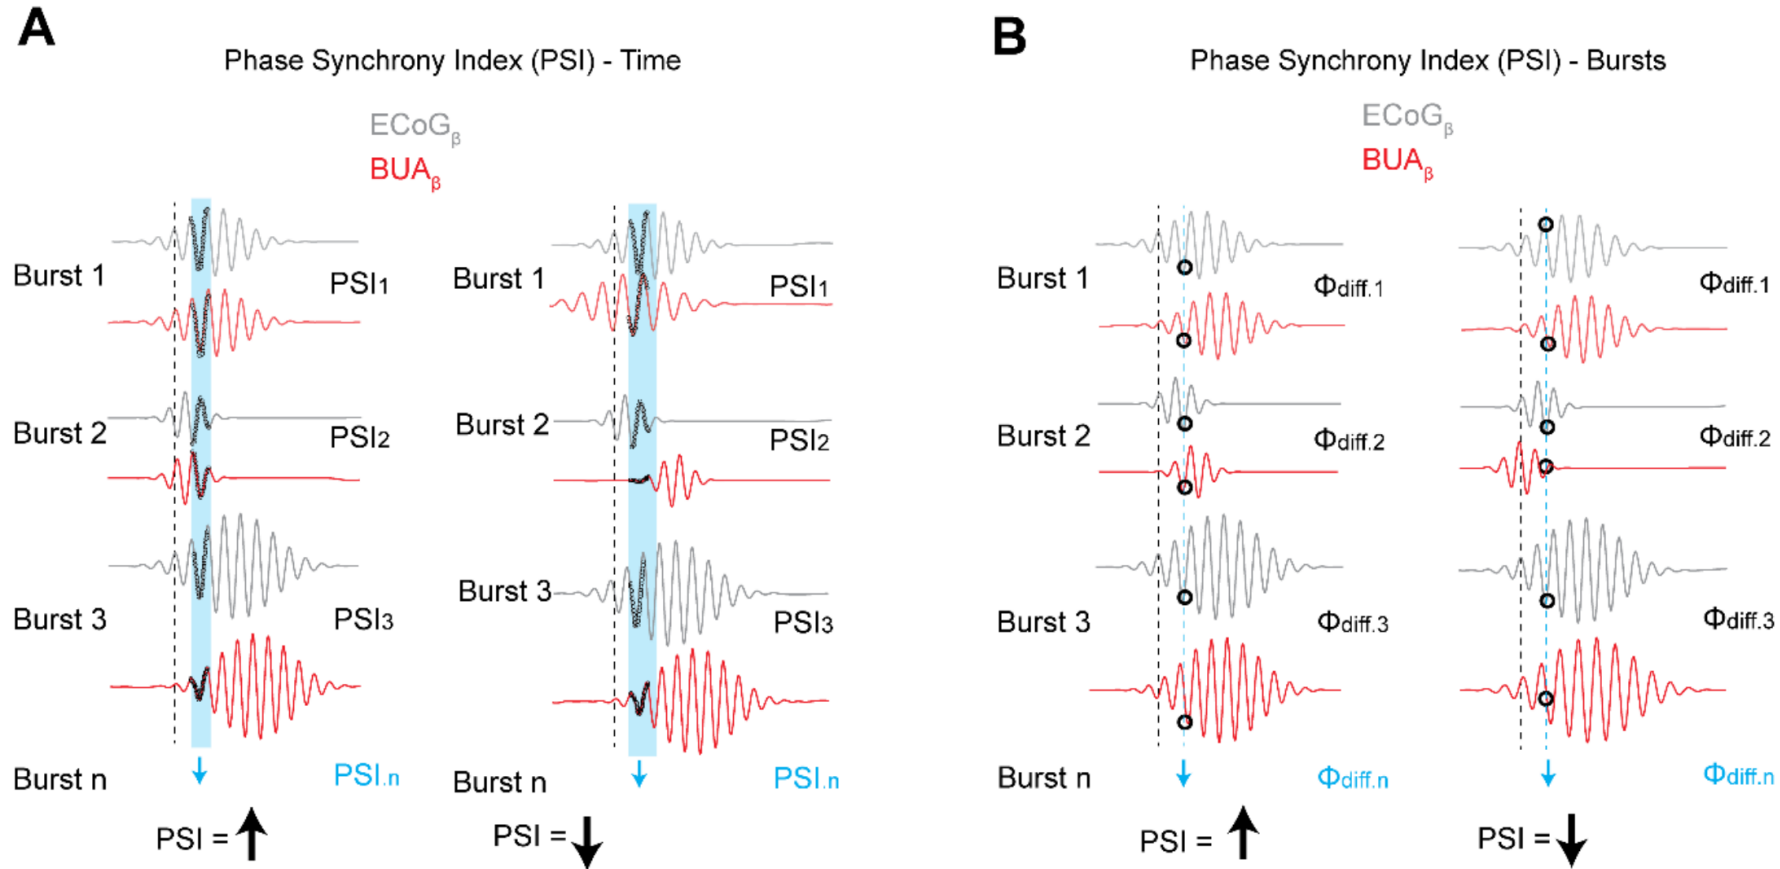 A
Phase Synchrony Index (PSI) - Time
ECoGβ
BUAβ
Burst 1
PSI1
Burst 2
PSI2
Burst 3
PSI3
Burst n
PSI.n
PSI =
Burst 1
PSI1
Burst 2
PSI2
Burst 3
PSI3
Burst n
PSI.n
PSI =
B
Phase Synchrony Index (PSI) - Bursts
ECoGβ
BUAβ
Burst 1
Φdiff.1
Φdiff.1
Burst 2
Φdiff.2
Φdiff.2
Burst 3
Φdiff.3
Φdiff.3
Burst n
Φdiff.n
Φdiff.n
PSI =
PSI =